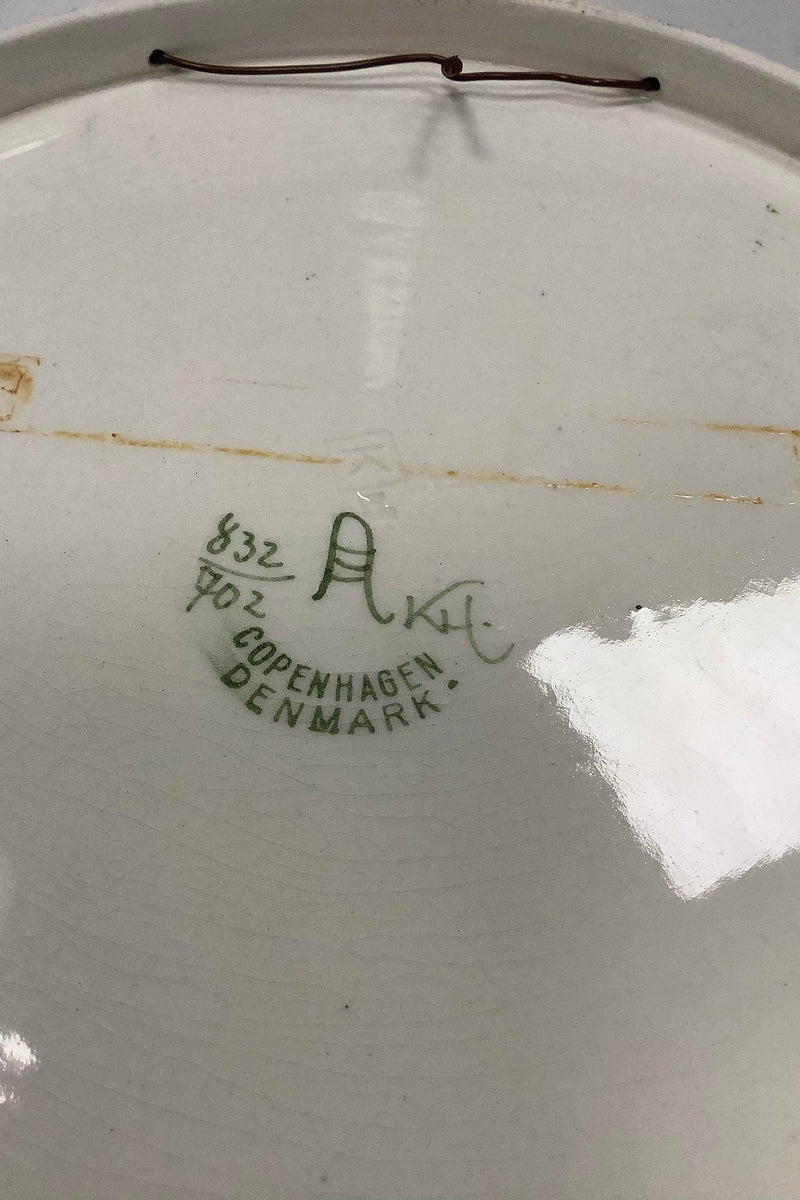 832
702
A KH.
COPENHAGEN
DENMARK.